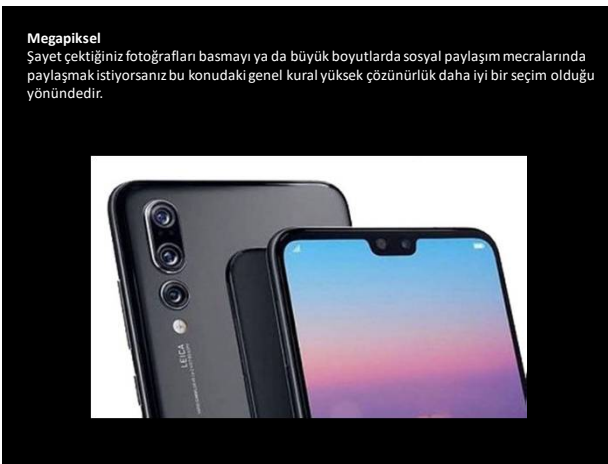 Megapiksel
Şayet çektiğiniz fotoğrafları basmayı ya da büyük boyutlarda sosyal paylaşım mecralarında
paylaşmak istiyorsanız bu konudaki genel kural yüksek çözünürlük daha iyi bir seçim olduğu
yönündedir.
LEICA